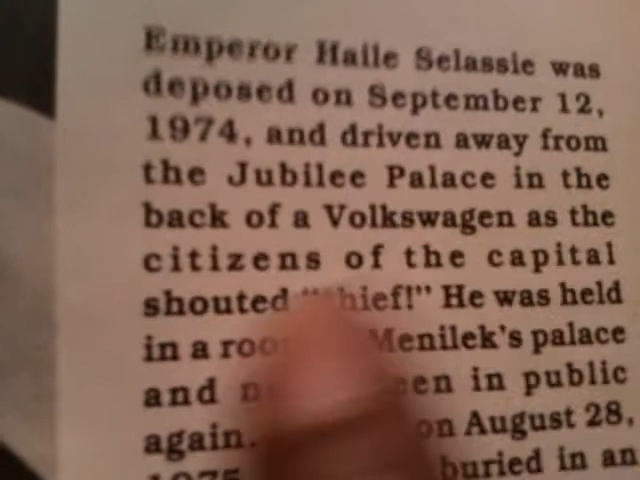 Emperor Haile Selassie was
deposed on September 12,
1974, and driven away from
the Jubilee Palace in the
back of a Volkswagen as the
citizens of the capital
shouted "thief!" He was held
in a Menilek's palace
and in public
again. on August 28,
1975 buried in an